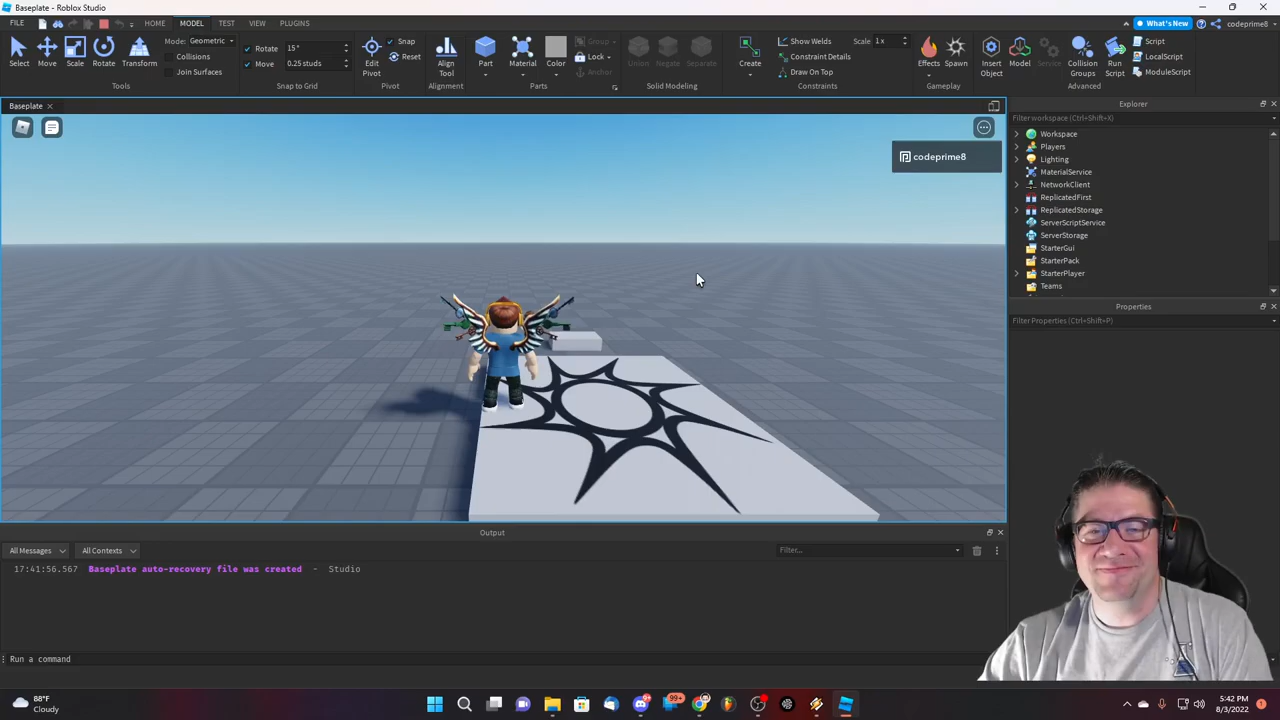 Baseplate - Roblox Studio
FILE HOME MODEL TEST VIEW PLUGINS What's New codeprime8
Select Move Scale Rotate Transform Mode: Geometric Collisions Join Surfaces
Tools
Rotate 15°
Move 0.25 studs
Snap to Grid
Edit Pivot Snap Reset
Pivot
Align Tool
Alignment
Part Material Color Group Lock Anchor
Parts
Union Negate Separate
Solid Modeling
Create Show Welds Constraint Details Draw On Top Scale 1 x
Constraints
Effects Spawn
Gameplay
Insert Object Model Service
Collision Groups Run Script Script LocalScript ModuleScript
Advanced
Baseplate
codeprime8
Explorer
Filter workspace (Ctrl+Shift+X)
Workspace
Players
Lighting
MaterialService
NetworkClient
ReplicatedFirst
ReplicatedStorage
ServerScriptService
ServerStorage
StarterGui
StarterPack
StarterPlayer
Teams
Properties
Filter Properties (Ctrl+Shift+P)
Output
All Messages All Contexts Filter...
17:41:56.567 Baseplate auto-recovery file was created - Studio
Run a command
88°F
Cloudy
99+
5:42 PM
8/3/2022